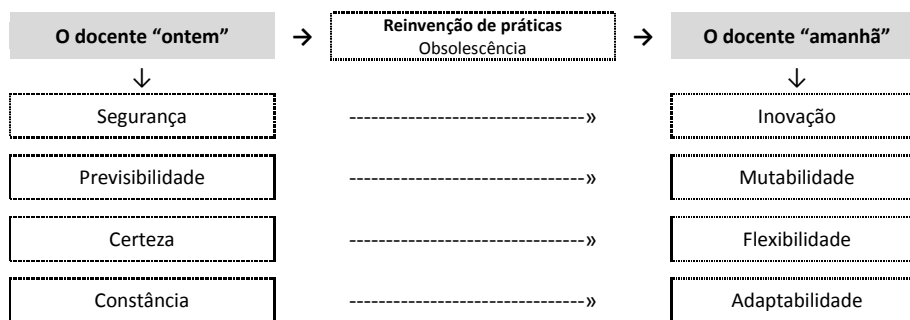 O docente “ontem” → Reinvenção de práticas → O docente “amanhã”
Obsolescência
↓ ↓
Segurança --------------------------------» Inovação
Previsibilidade --------------------------------» Mutabilidade
Certeza --------------------------------» Flexibilidade
Constância --------------------------------» Adaptabilidade